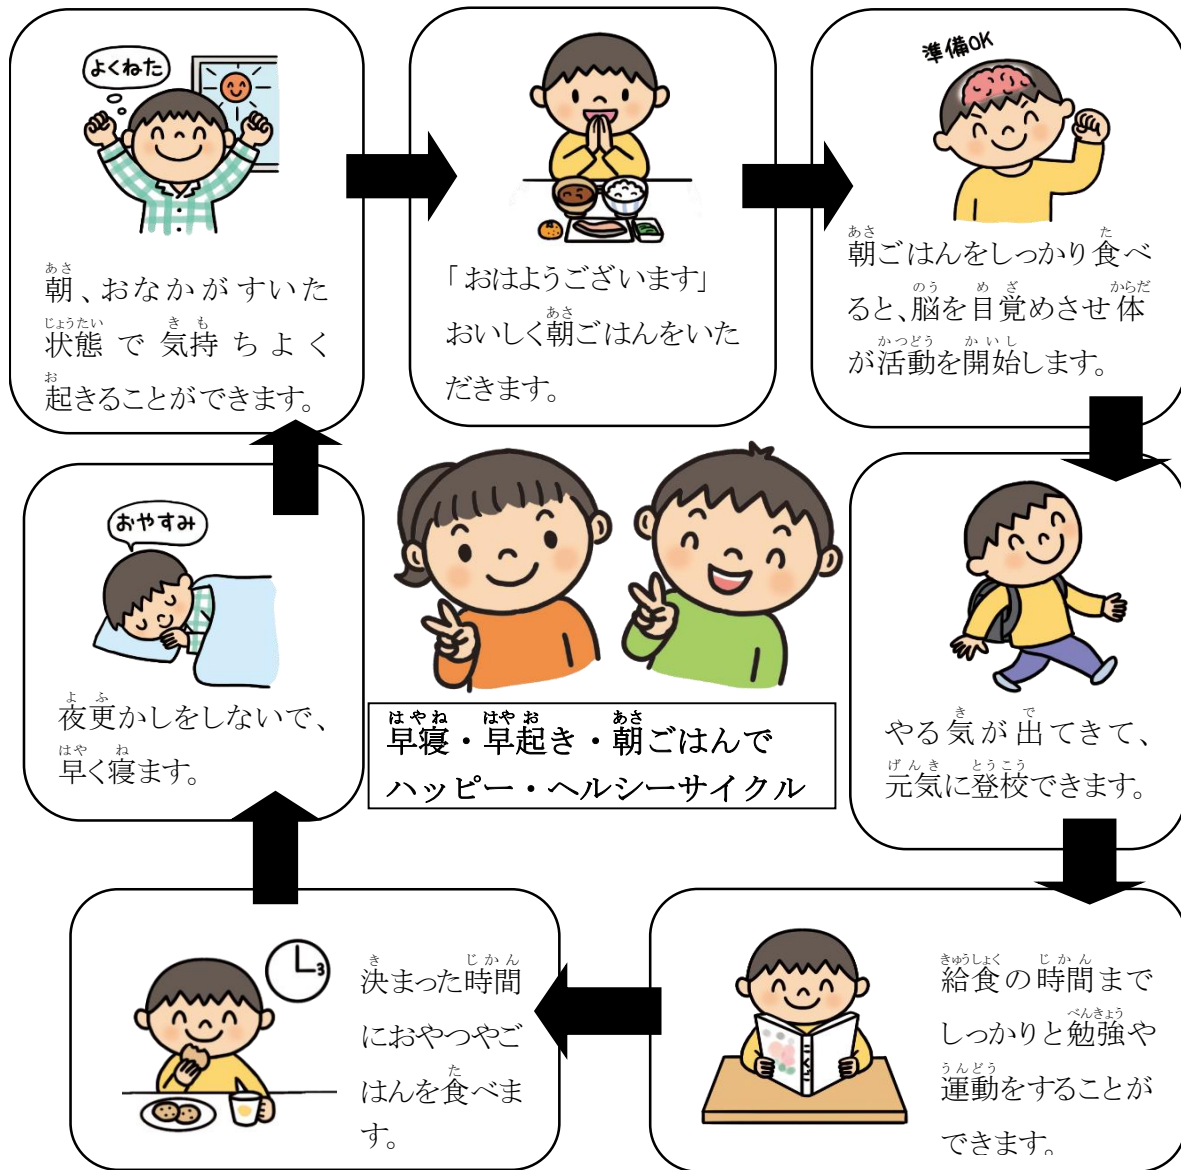 よくねた
朝、おなかがすいた
状態で気持ちよく
起きることができます。
「おはようございます」
おいしく朝ごはんをいた
だきます。
準備OK
朝ごはんをしっかり食べ
ると、脳を目覚めさせ体
が活動を開始します。
やる気が出てきて、
元気に登校できます。
給食の時間まで
しっかりと勉強や
運動をすることが
できます。
3
決まった時間
におやつやご
はんを食べま
す。
おやすみ
夜更かしをしないで、
早く寝ます。
早寝・早起き・朝ごはんで
ハッピー・ヘルシーサイクル